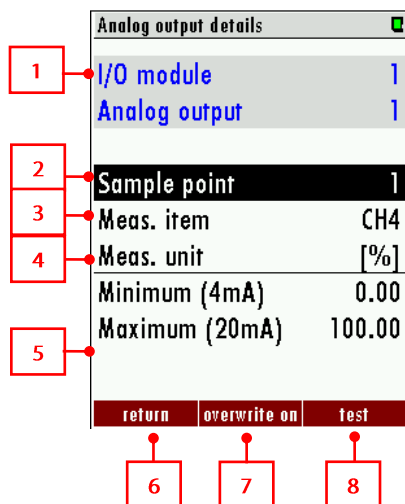 Analog output details
1
I/O module 1
Analog output 1
2
Sample point 1
3
Meas. item CH4
4
Meas. unit [%]
Minimum (4mA) 0.00
Maximum (20mA) 100.00
5
return overwrite on test
6 7 8